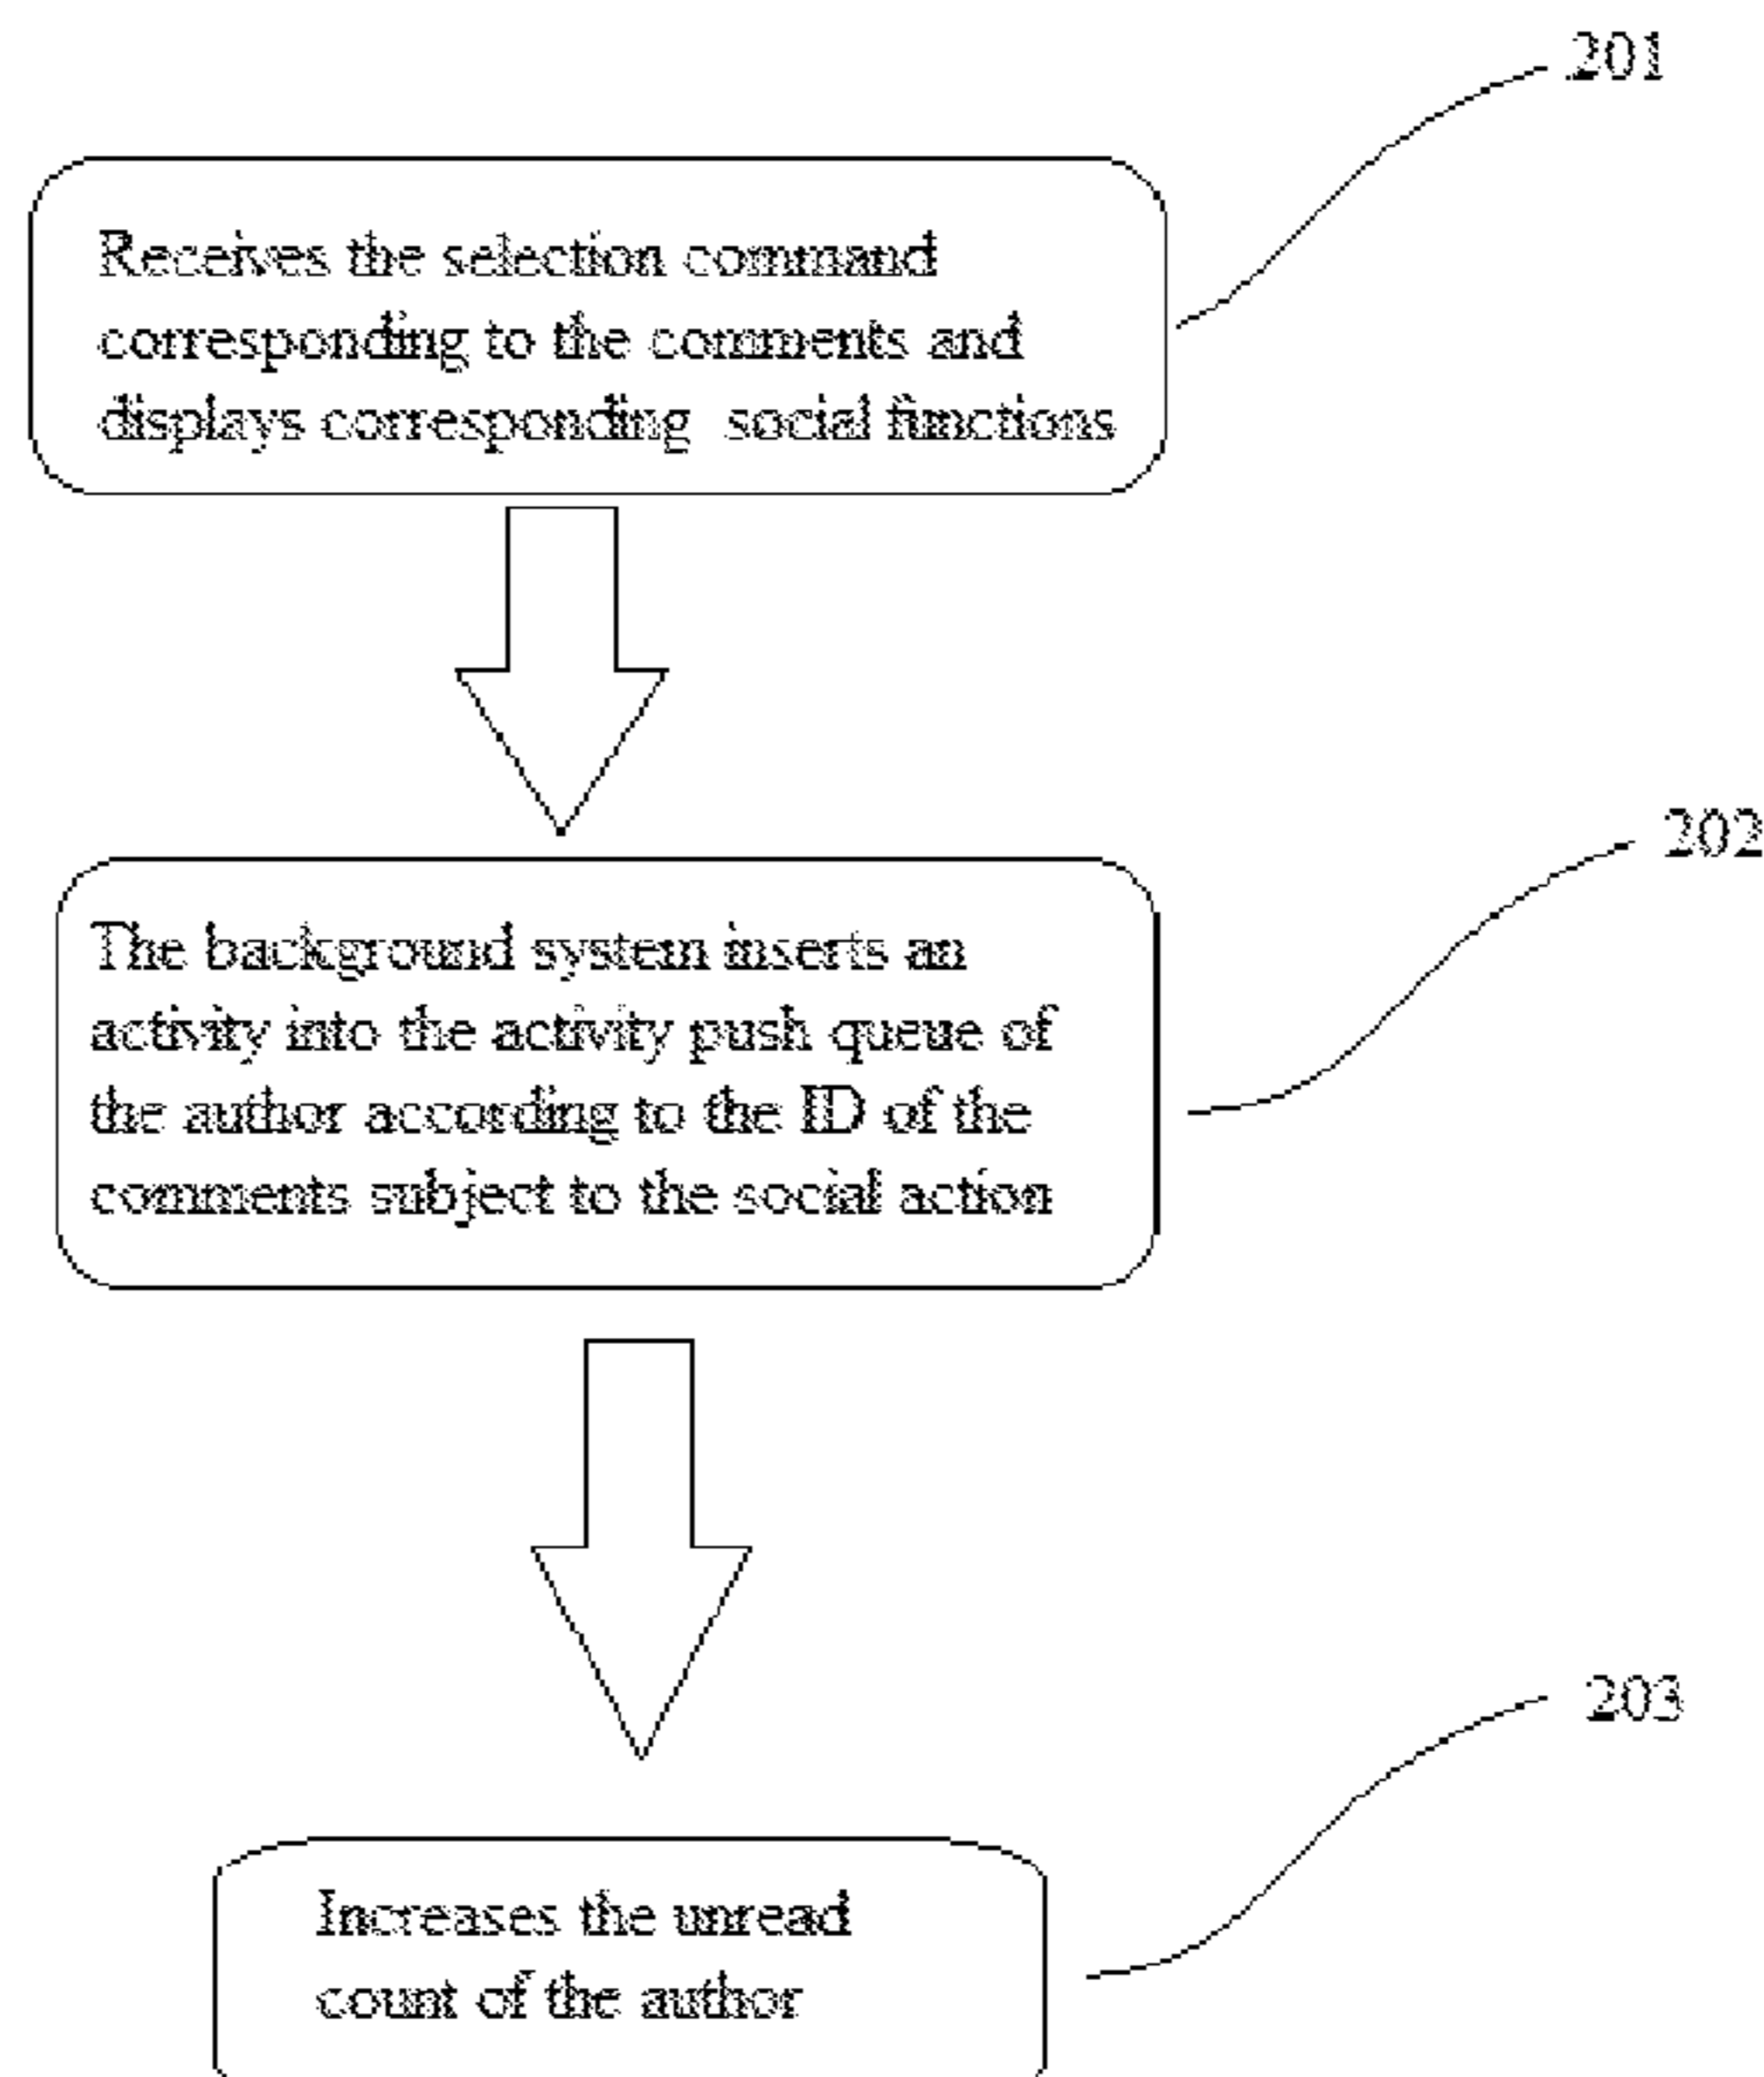 201
Receives the selection command
corresponding to the comments and
displays corresponding social functions
202
The background system inserts an
activity into the activity push queue of
the author according to the ID of the
comments subject to the social action
203
Increases the unread
count of the author